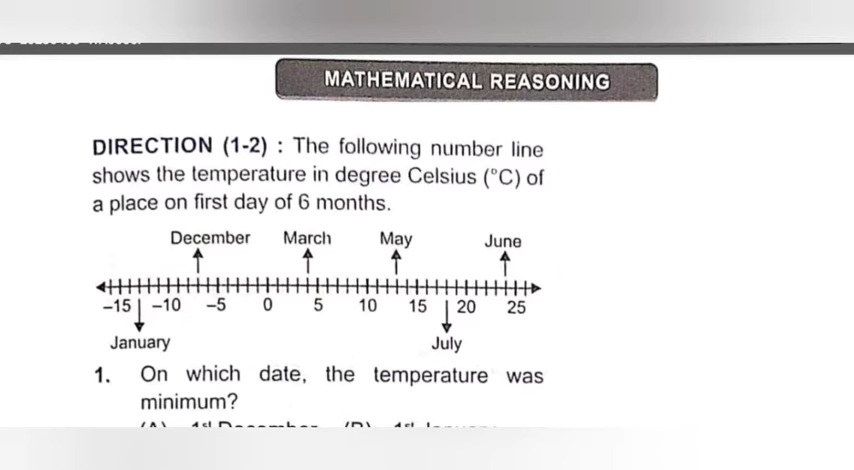 MATHEMATICAL REASONING
DIRECTION (1-2) : The following number line
shows the temperature in degree Celsius (°C) of
a place on first day of 6 months.
December March May June
–15 –10 –5 0 5 10 15 20 25
January July
1. On which date, the temperature was
minimum?